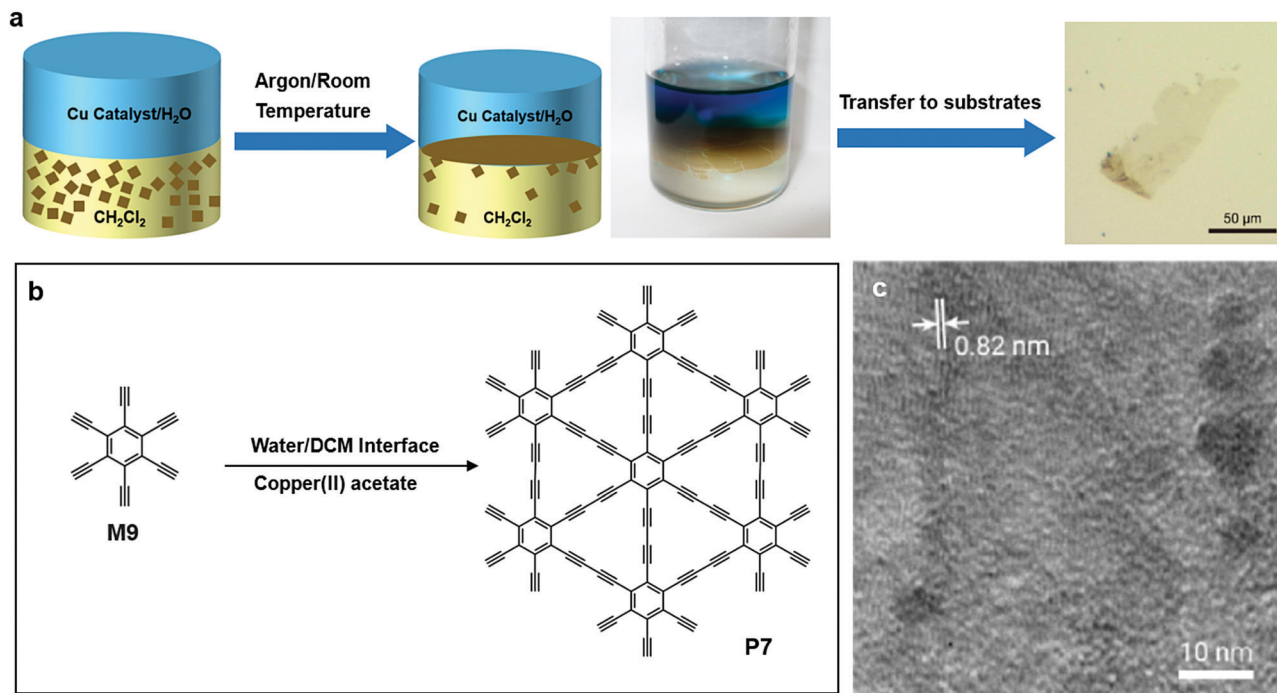 a
Cu Catalyst/H₂O
CH₂Cl₂
Argon/Room
Temperature
Cu Catalyst/H₂O
CH₂Cl₂
Transfer to substrates
50 µm
b
M9
Water/DCM Interface
Copper(II) acetate
P7
c
0.82 nm
10 nm